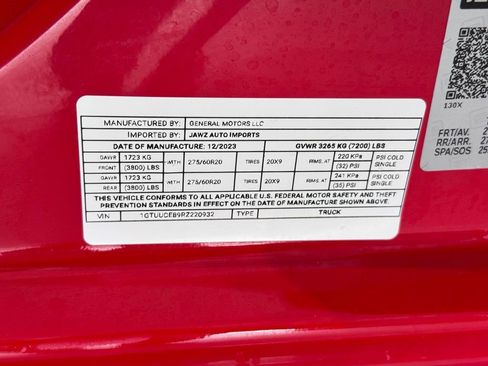 MANUFACTURED BY: GENERAL MOTORS LLC
IMPORTED BY: JAWZ AUTO IMPORTS
DATE OF MANUFACTURE: 12/2023 GVWR 3265 KG (7200) LBS
GAWR 1723 KG WITH 275/60R20 TIRES 20X9 RIMS, AT 220 KPa PSI COLD
FRONT (3800) LBS (32) PSI SINGLE
GAWR 1723 KG WITH 275/60R20 TIRES 20X9 RIMS, AT 241 KPa PSI COLD
REAR (3800) LBS (35) PSI SINGLE
THIS VEHICLE CONFORMS TO ALL APPLICABLE U.S. FEDERAL MOTOR SAFETY AND THEFT
PREVENTION STANDARDS IN EFFECT ON THE DATE OF MANUFACTURE SHOWN ABOVE.
VIN 1GTUUCE89RZ220932 TYPE TRUCK
130X
FRT/AV.
RR/ARR.
SPA/SOS